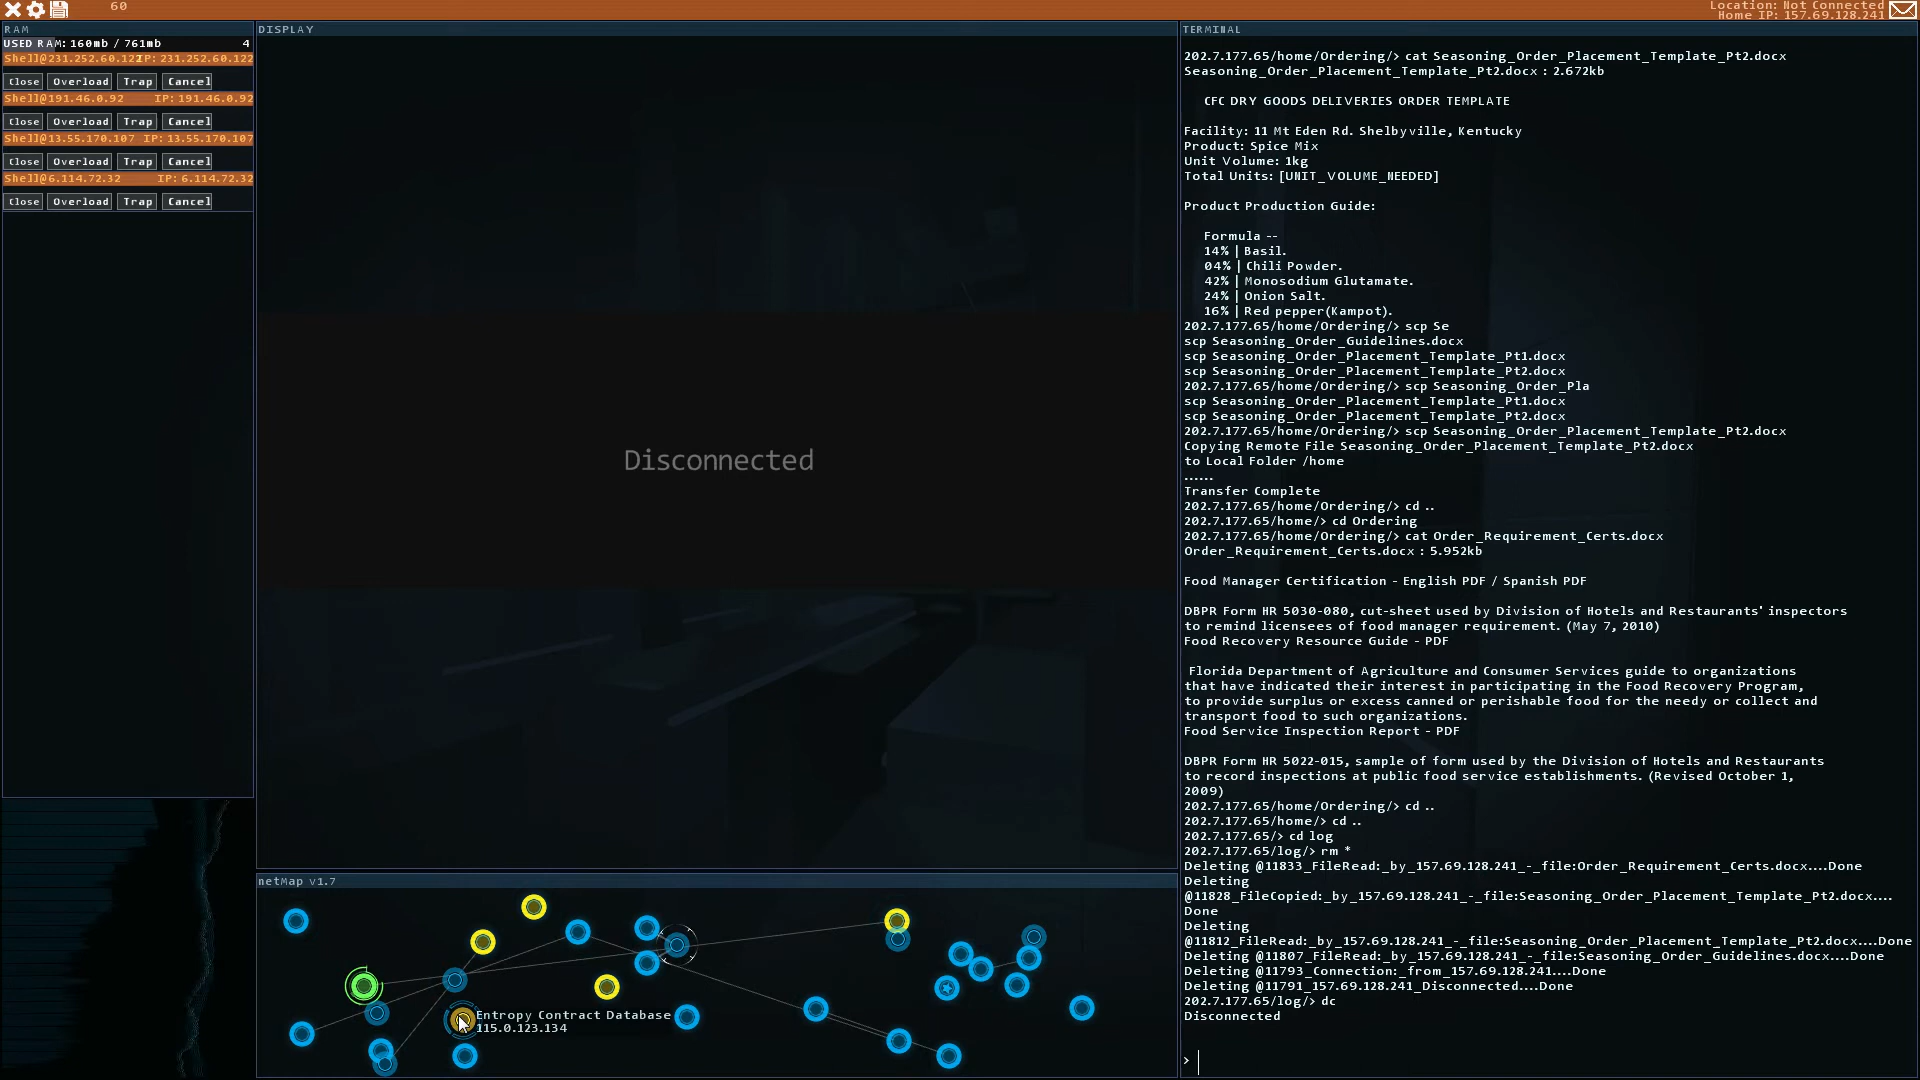 60
Location: Not Connected
Home IP: 157.69.128.241
RAM
USED RAM: 160mb / 761mb 4
Shell@231.252.60.122 IP: 231.252.60.122
Close Overload Trap Cancel
Shell@191.46.0.92 IP: 191.46.0.92
Close Overload Trap Cancel
Shell@13.55.170.107 IP: 13.55.170.107
Close Overload Trap Cancel
Shell@6.114.72.32 IP: 6.114.72.32
Close Overload Trap Cancel
DISPLAY
Disconnected
netMap v1.7
Entropy Contract Database
115.0.123.134
TERMINAL
202.7.177.65/home/Ordering/> cat Seasoning_Order_Placement_Template_Pt2.docx
Seasoning_Order_Placement_Template_Pt2.docx : 2.672kb
CFC DRY GOODS DELIVERIES ORDER TEMPLATE
Facility: 11 Mt Eden Rd. Shelbyville, Kentucky
Product: Spice Mix
Unit Volume: 1kg
Total Units: [UNIT_VOLUME_NEEDED]
Product Production Guide:
Formula --
14% | Basil.
04% | Chili Powder.
42% | Monosodium Glutamate.
24% | Onion Salt.
16% | Red pepper(Kampot).
202.7.177.65/home/Ordering/> scp Se
scp Seasoning_Order_Guidelines.docx
scp Seasoning_Order_Placement_Template_Pt1.docx
scp Seasoning_Order_Placement_Template_Pt2.docx
202.7.177.65/home/Ordering/> scp Seasoning_Order_Pla
scp Seasoning_Order_Placement_Template_Pt1.docx
scp Seasoning_Order_Placement_Template_Pt2.docx
202.7.177.65/home/Ordering/> scp Seasoning_Order_Placement_Template_Pt2.docx
Copying Remote File Seasoning_Order_Placement_Template_Pt2.docx
to Local Folder /home
......
Transfer Complete
202.7.177.65/home/Ordering/> cd ..
202.7.177.65/home/> cd Ordering
202.7.177.65/home/Ordering/> cat Order_Requirement_Certs.docx
Order_Requirement_Certs.docx : 5.952kb
Food Manager Certification - English PDF / Spanish PDF
DBPR Form HR 5030-080, cut-sheet used by Division of Hotels and Restaurants' inspectors
to remind licensees of food manager requirement. (May 7, 2010)
Food Recovery Resource Guide - PDF
Florida Department of Agriculture and Consumer Services guide to organizations
that have indicated their interest in participating in the Food Recovery Program,
to provide surplus or excess canned or perishable food for the needy or collect and
transport food to such organizations.
Food Service Inspection Report - PDF
DBPR Form HR 5022-015, sample of form used by the Division of Hotels and Restaurants
to record inspections at public food service establishments. (Revised October 1,
2009)
202.7.177.65/home/Ordering/> cd ..
202.7.177.65/home/> cd ..
202.7.177.65/> cd log
202.7.177.65/log/> rm *
Deleting @11833_FileRead:_by_157.69.128.241_-_file:Order_Requirement_Certs.docx....Done
Deleting
@11828_FileCopied:_by_157.69.128.241_-_file:Seasoning_Order_Placement_Template_Pt2.docx....
Done
Deleting
@11812_FileRead:_by_157.69.128.241_-_file:Seasoning_Order_Placement_Template_Pt2.docx....Done
Deleting @11807_FileRead:_by_157.69.128.241_-_file:Seasoning_Order_Guidelines.docx....Done
Deleting @11793_Connection:_from_157.69.128.241....Done
Deleting @11791_157.69.128.241_Disconnected....Done
202.7.177.65/log/> dc
Disconnected
>